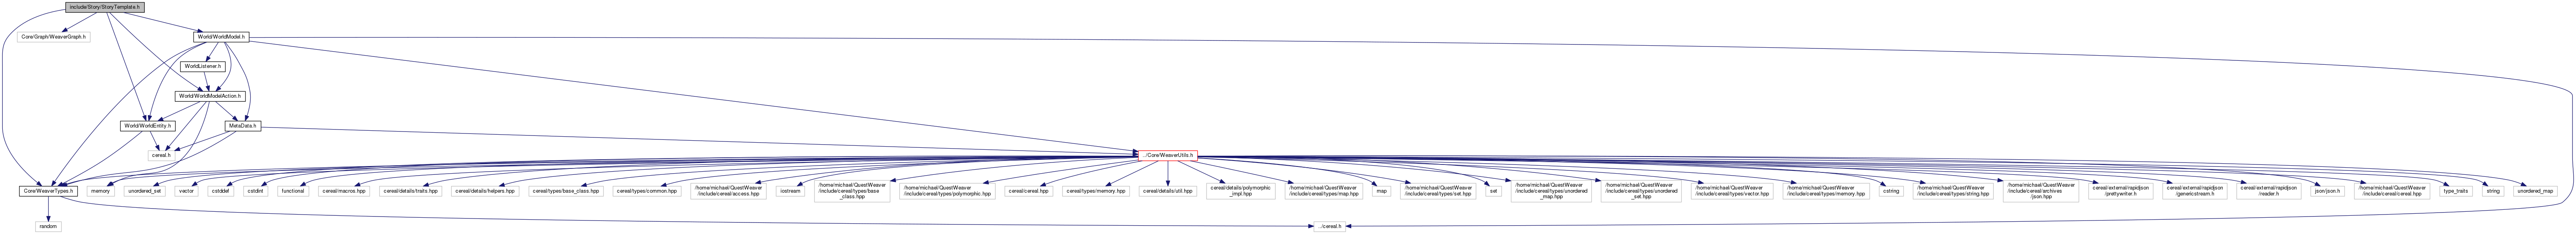 include/Story/StoryTemplate.h
Core/Graph/WeaverGraph.h
World/WorldModel.h
WorldListener.h
World/WorldModelAction.h
World/WorldEntity.h
MetaData.h
cereal.h
../Core/WeaverUtils.h
Core/WeaverTypes.h
memory
unordered_set
vector
cstddef
cstdint
functional
cereal/macros.hpp
cereal/details/traits.hpp
cereal/details/helpers.hpp
cereal/types/base_class.hpp
cereal/types/common.hpp
/home/michael/QuestWeaver
/include/cereal/access.hpp
iostream
/home/michael/QuestWeaver
/include/cereal/types/base
_class.hpp
/home/michael/QuestWeaver
/include/cereal/types/polymorphic.hpp
cereal/cereal.hpp
cereal/types/memory.hpp
cereal/details/util.hpp
cereal/details/polymorphic
_impl.hpp
/home/michael/QuestWeaver
/include/cereal/types/map.hpp
map
/home/michael/QuestWeaver
/include/cereal/types/set.hpp
set
/home/michael/QuestWeaver
/include/cereal/types/unordered
_map.hpp
/home/michael/QuestWeaver
/include/cereal/types/unordered
_set.hpp
/home/michael/QuestWeaver
/include/cereal/types/vector.hpp
/home/michael/QuestWeaver
/include/cereal/types/memory.hpp
cstring
/home/michael/QuestWeaver
/include/cereal/types/string.hpp
/home/michael/QuestWeaver
/include/cereal/archives
/json.hpp
cereal/external/rapidjson
/prettywriter.h
cereal/external/rapidjson
/genericstream.h
cereal/external/rapidjson
/reader.h
json/json.h
/home/michael/QuestWeaver
/include/cereal/cereal.hpp
type_traits
string
unordered_map
random
../cereal.h